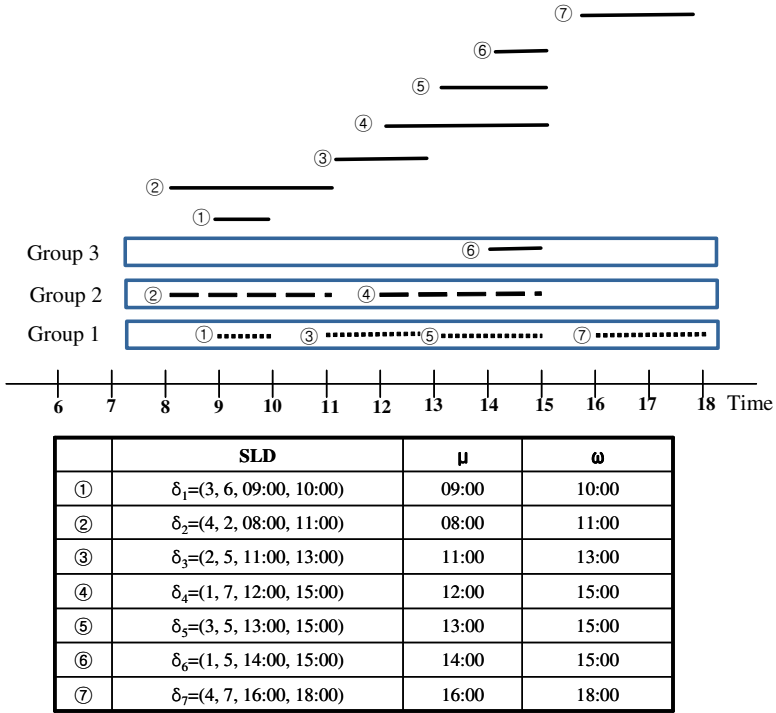 ⑦
⑥
⑤
④
③
②
①
Group 3 ⑥
Group 2 ② ④
Group 1 ① ③ ⑤ ⑦
6 7 8 9 10 11 12 13 14 15 16 17 18 Time
SLD μ ω
① δ₁=(3, 6, 09:00, 10:00) 09:00 10:00
② δ₂=(4, 2, 08:00, 11:00) 08:00 11:00
③ δ₃=(2, 5, 11:00, 13:00) 11:00 13:00
④ δ₄=(1, 7, 12:00, 15:00) 12:00 15:00
⑤ δ₅=(3, 5, 13:00, 15:00) 13:00 15:00
⑥ δ₆=(1, 5, 14:00, 15:00) 14:00 15:00
⑦ δ₇=(4, 7, 16:00, 18:00) 16:00 18:00